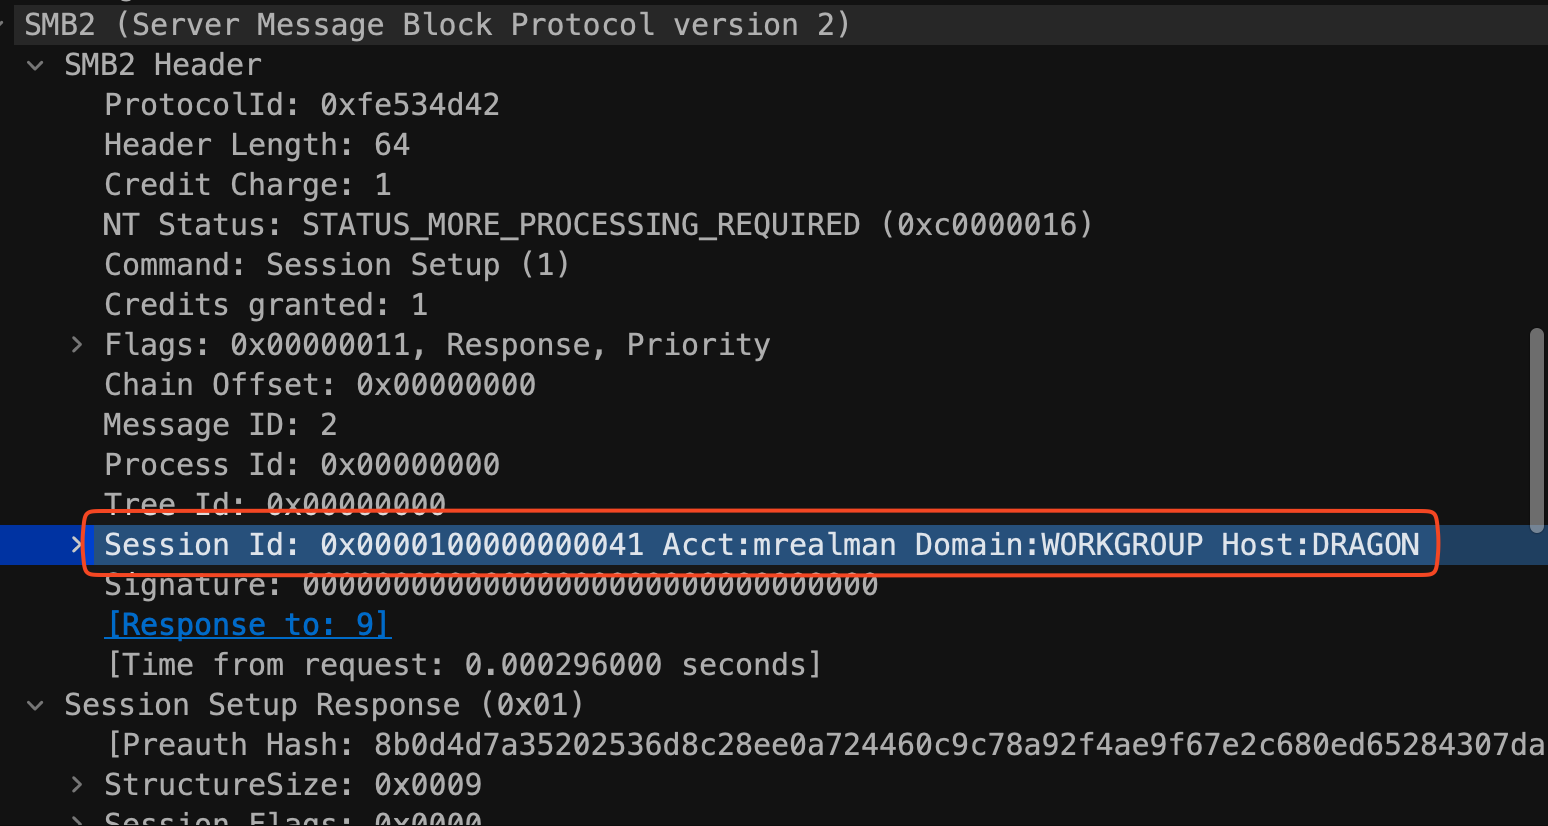 SMB2 (Server Message Block Protocol version 2)
SMB2 Header
ProtocolId: 0xfe534d42
Header Length: 64
Credit Charge: 1
NT Status: STATUS_MORE_PROCESSING_REQUIRED (0xc0000016)
Command: Session Setup (1)
Credits granted: 1
Flags: 0x00000011, Response, Priority
Chain Offset: 0x00000000
Message ID: 2
Process Id: 0x00000000
Tree Id: 0x00000000
Session Id: 0x0000100000000041 Acct:mrealman Domain:WORKGROUP Host:DRAGON
Signature: 00000000000000000000000000000000
[Response to: 9]
[Time from request: 0.000296000 seconds]
Session Setup Response (0x01)
[Preauth Hash: 8b0d4d7a35202536d8c28ee0a724460c9c78a92f4ae9f67e2c680ed65284307da
StructureSize: 0x0009
Session Flags: 0x0000